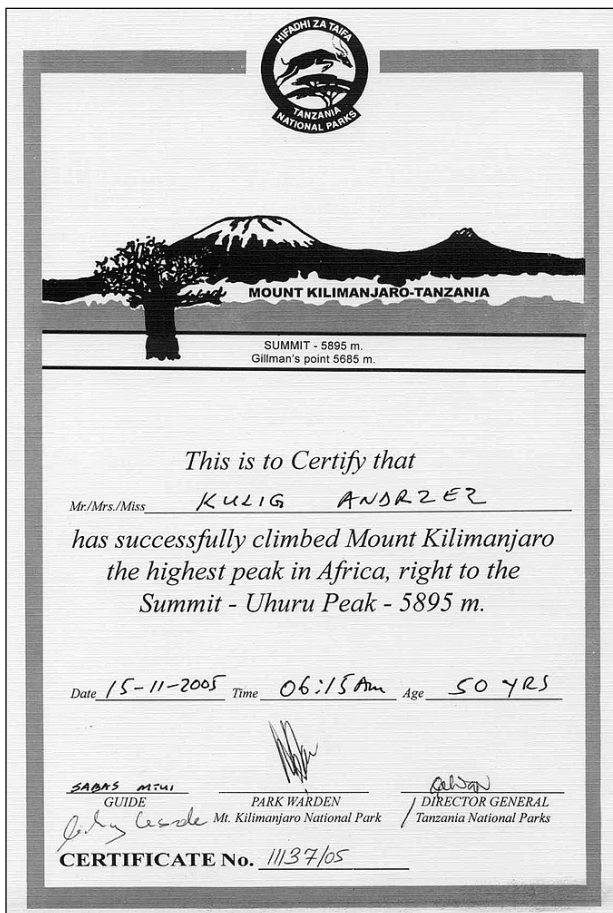 HIFADHI ZA TAIFA
TANZANIA
NATIONAL PARKS
MOUNT KILIMANJARO-TANZANIA
SUMMIT - 5895 m.
Gillman's point 5685 m.
This is to Certify that
Mr./Mrs./Miss KULIG ANDRZEZ
has successfully climbed Mount Kilimanjaro
the highest peak in Africa, right to the
Summit - Uhuru Peak - 5895 m.
Date 15-11-2005 Time 06:15 Am Age 50 YRS
SABAS MTUI
GUIDE PARK WARDEN DIRECTOR GENERAL
Mt. Kilimanjaro National Park Tanzania National Parks
CERTIFICATE No. 11137/05